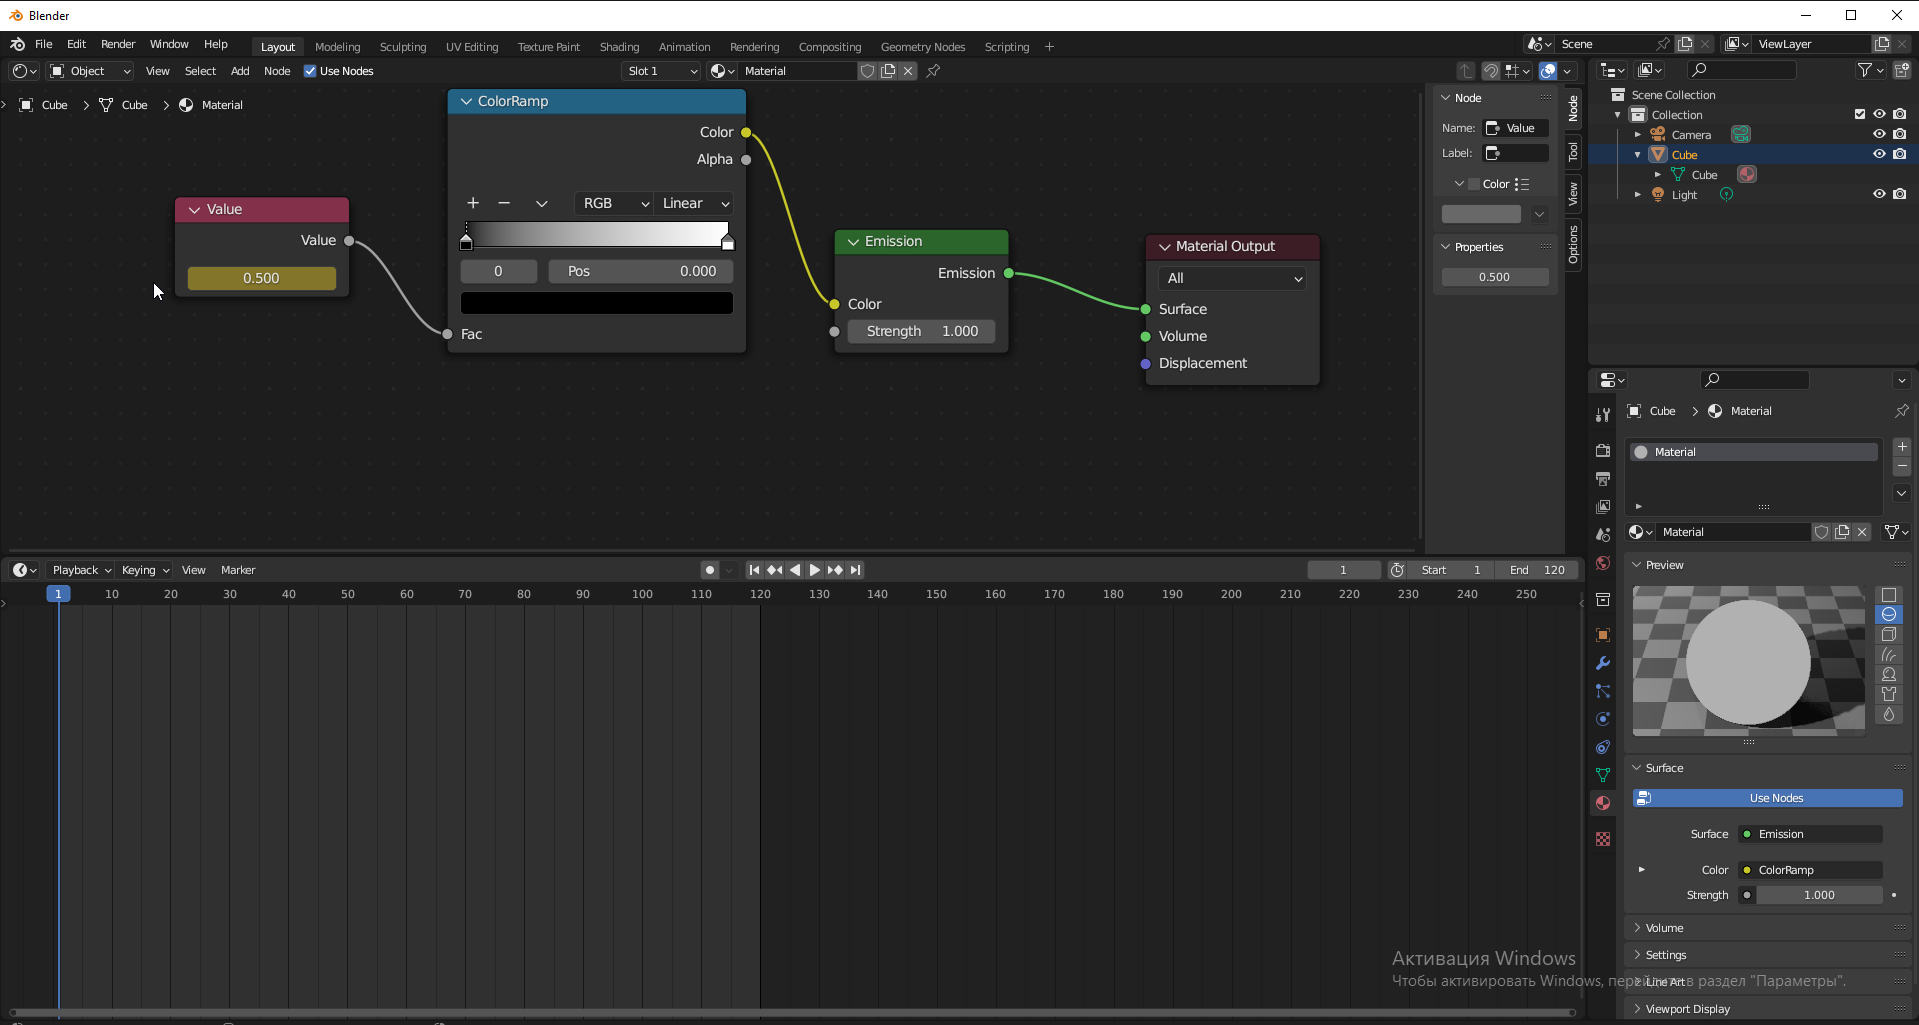 Blender
File Edit Render Window Help Layout Modeling Sculpting UV Editing Texture Paint Shading Animation Rendering Compositing Geometry Nodes Scripting + Scene ViewLayer
Object View Select Add Node Use Nodes Slot 1 Material
Cube > Cube > Material
ColorRamp
Color
Alpha
RGB Linear
0 Pos 0.000
Fac
Value
Value
0.500
Emission
Emission
Color
Strength 1.000
Material Output
All
Surface
Volume
Displacement
Node
Name: Value
Label:
Color
Properties
0.500
Node
Tool
View
Options
Scene Collection
Collection
Camera
Cube
Cube
Light
Cube > Material
Material
Material
Preview
Surface
Use Nodes
Surface Emission
Color ColorRamp
Strength 1.000
Volume
Settings
Line Art
Viewport Display
Playback Keying View Marker 1 Start 1 End 120
1 10 20 30 40 50 60 70 80 90 100 110 120 130 140 150 160 170 180 190 200 210 220 230 240 250
Активация Windows
Чтобы активировать Windows, перейдите в раздел "Параметры".